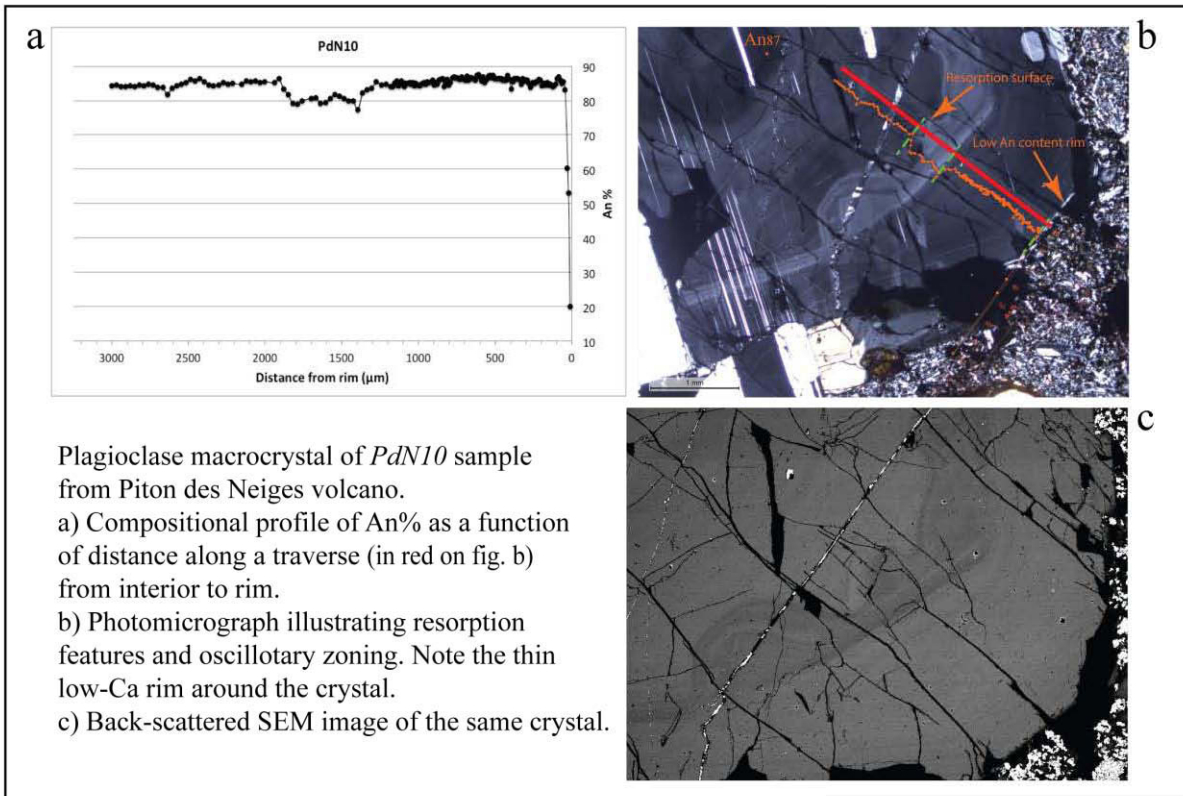 a
PdN10
90
80
70
60
50
40
30
20
10
An %
3000 2500 2000 1500 1000 500 0
Distance from rim (µm)
b
An87
Resorption surface
Low An content rim
1 mm
c
Plagioclase macrocrystal of PdN10 sample
from Piton des Neiges volcano.
a) Compositional profile of An% as a function
of distance along a traverse (in red on fig. b)
from interior to rim.
b) Photomicrograph illustrating resorption
features and oscillotary zoning. Note the thin
low-Ca rim around the crystal.
c) Back-scattered SEM image of the same crystal.